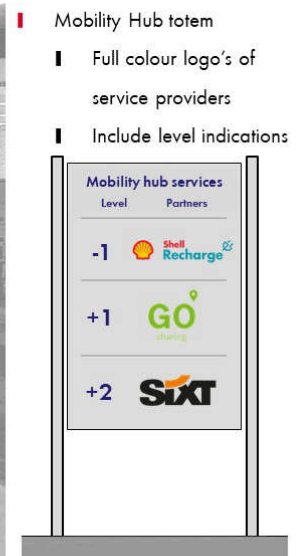 Mobility Hub totem
Full colour logo's of
service providers
Include level indications
Mobility hub services
Level Partners
-1 Shell Recharge
+1 GO sharing
+2 SIXT